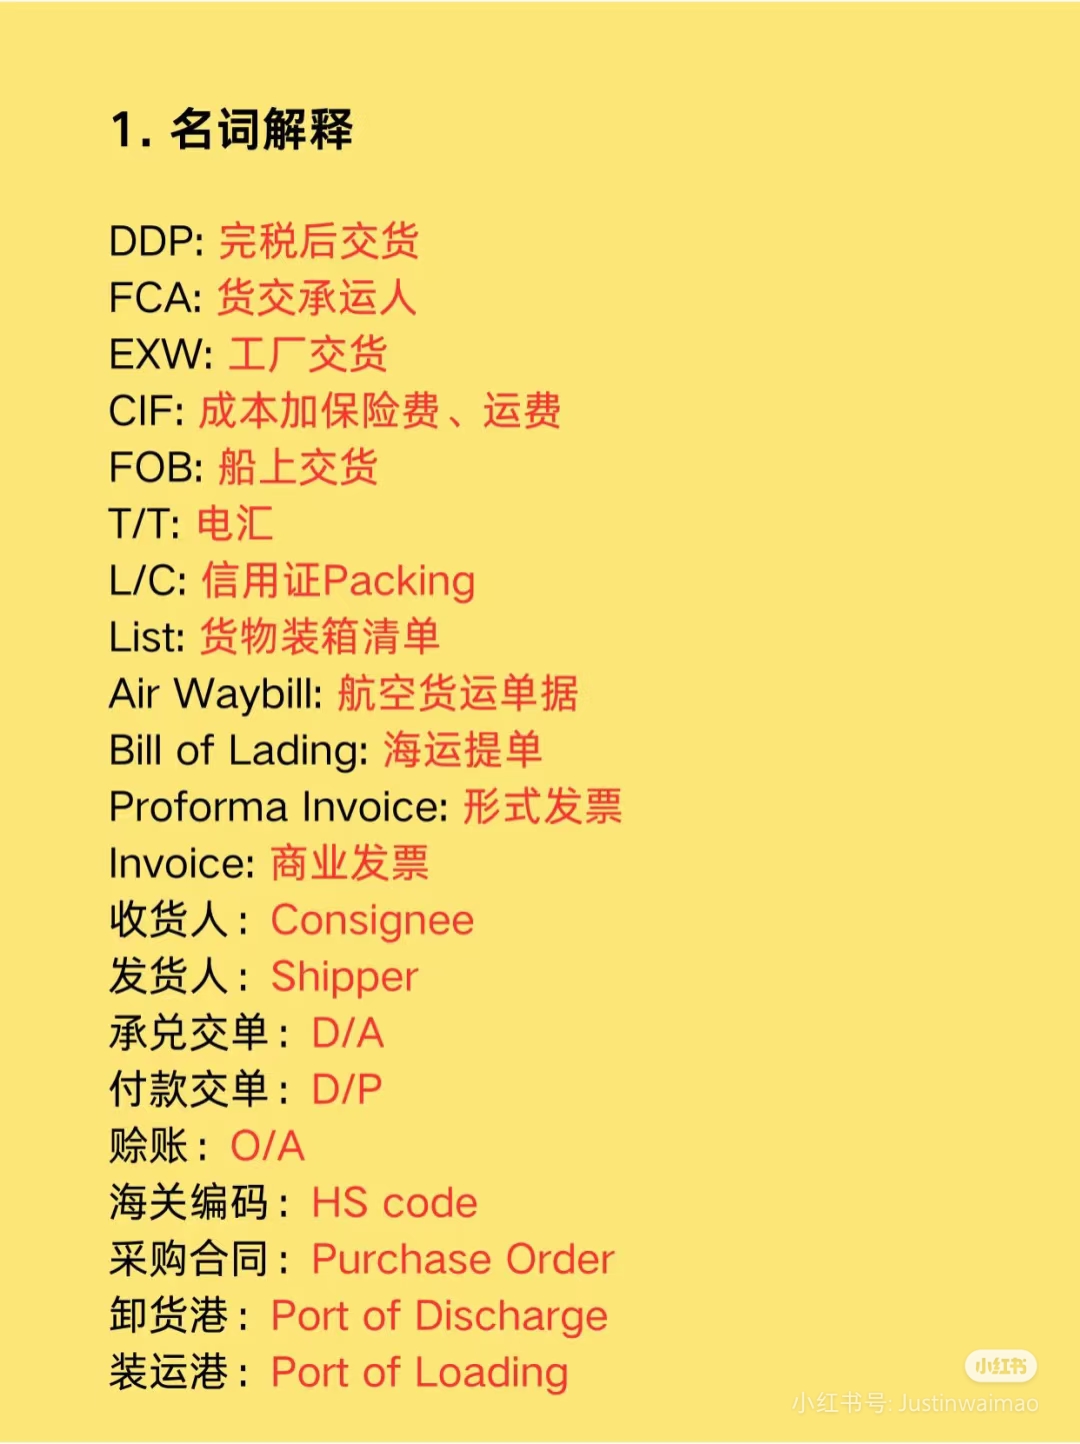 1. 名词解释
DDP: 完税后交货
FCA: 货交承运人
EXW: 工厂交货
CIF: 成本加保险费、运费
FOB: 船上交货
T/T: 电汇
L/C: 信用证Packing
List: 货物装箱清单
Air Waybill: 航空货运单据
Bill of Lading: 海运提单
Proforma Invoice: 形式发票
Invoice: 商业发票
收货人：Consignee
发货人：Shipper
承兑交单：D/A
付款交单：D/P
赊账：O/A
海关编码：HS code
采购合同：Purchase Order
卸货港：Port of Discharge
装运港：Port of Loading
小红书
小红书号: Justinwaimao